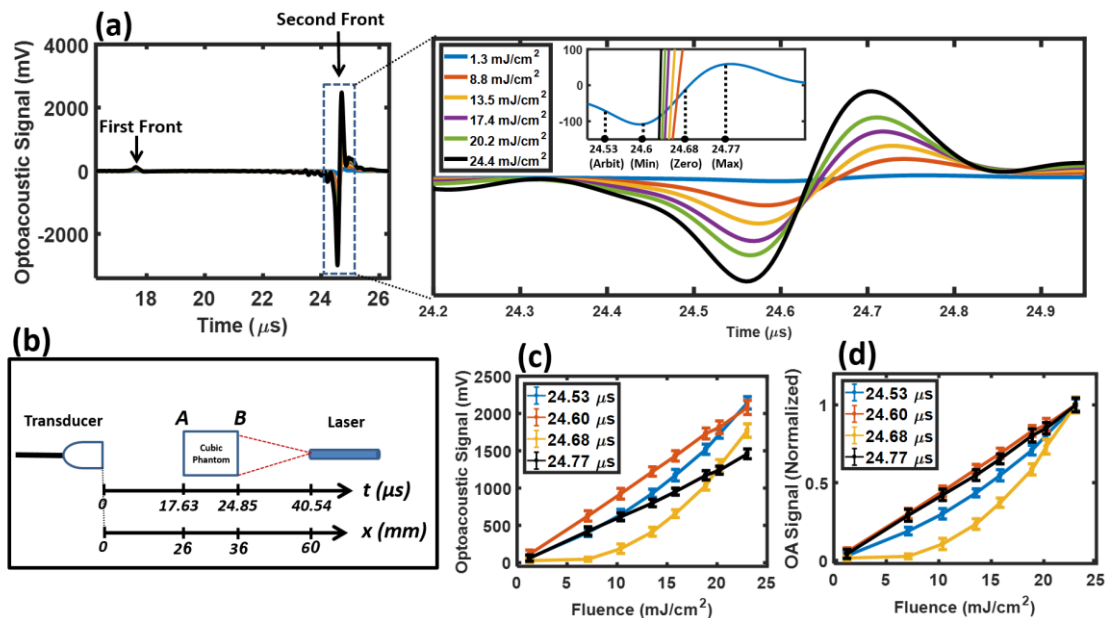 (a)
Second Front
First Front
Optoacoustic Signal (mV)
4000
2000
0
-2000
18
20
22
24
26
Time (μs)
1.3 mJ/cm²
8.8 mJ/cm²
13.5 mJ/cm²
17.4 mJ/cm²
20.2 mJ/cm²
24.4 mJ/cm²
100
0
-100
24.53 24.6 24.68 24.77
(Arbit) (Min) (Zero) (Max)
24.2 24.3 24.4 24.5 24.6 24.7 24.8 24.9
Time (μs)
(b)
Transducer
A
B
Cubic
Phantom
Laser
t (μs)
0 17.63 24.85 40.54
x (mm)
0 26 36 60
(c)
Optoacoustic Signal (mV)
2500
2000
1500
1000
500
0
24.53 μs
24.60 μs
24.68 μs
24.77 μs
0 5 10 15 20 25
Fluence (mJ/cm²)
(d)
OA Signal (Normalized)
1
0.5
0
24.53 μs
24.60 μs
24.68 μs
24.77 μs
0 5 10 15 20 25
Fluence (mJ/cm²)